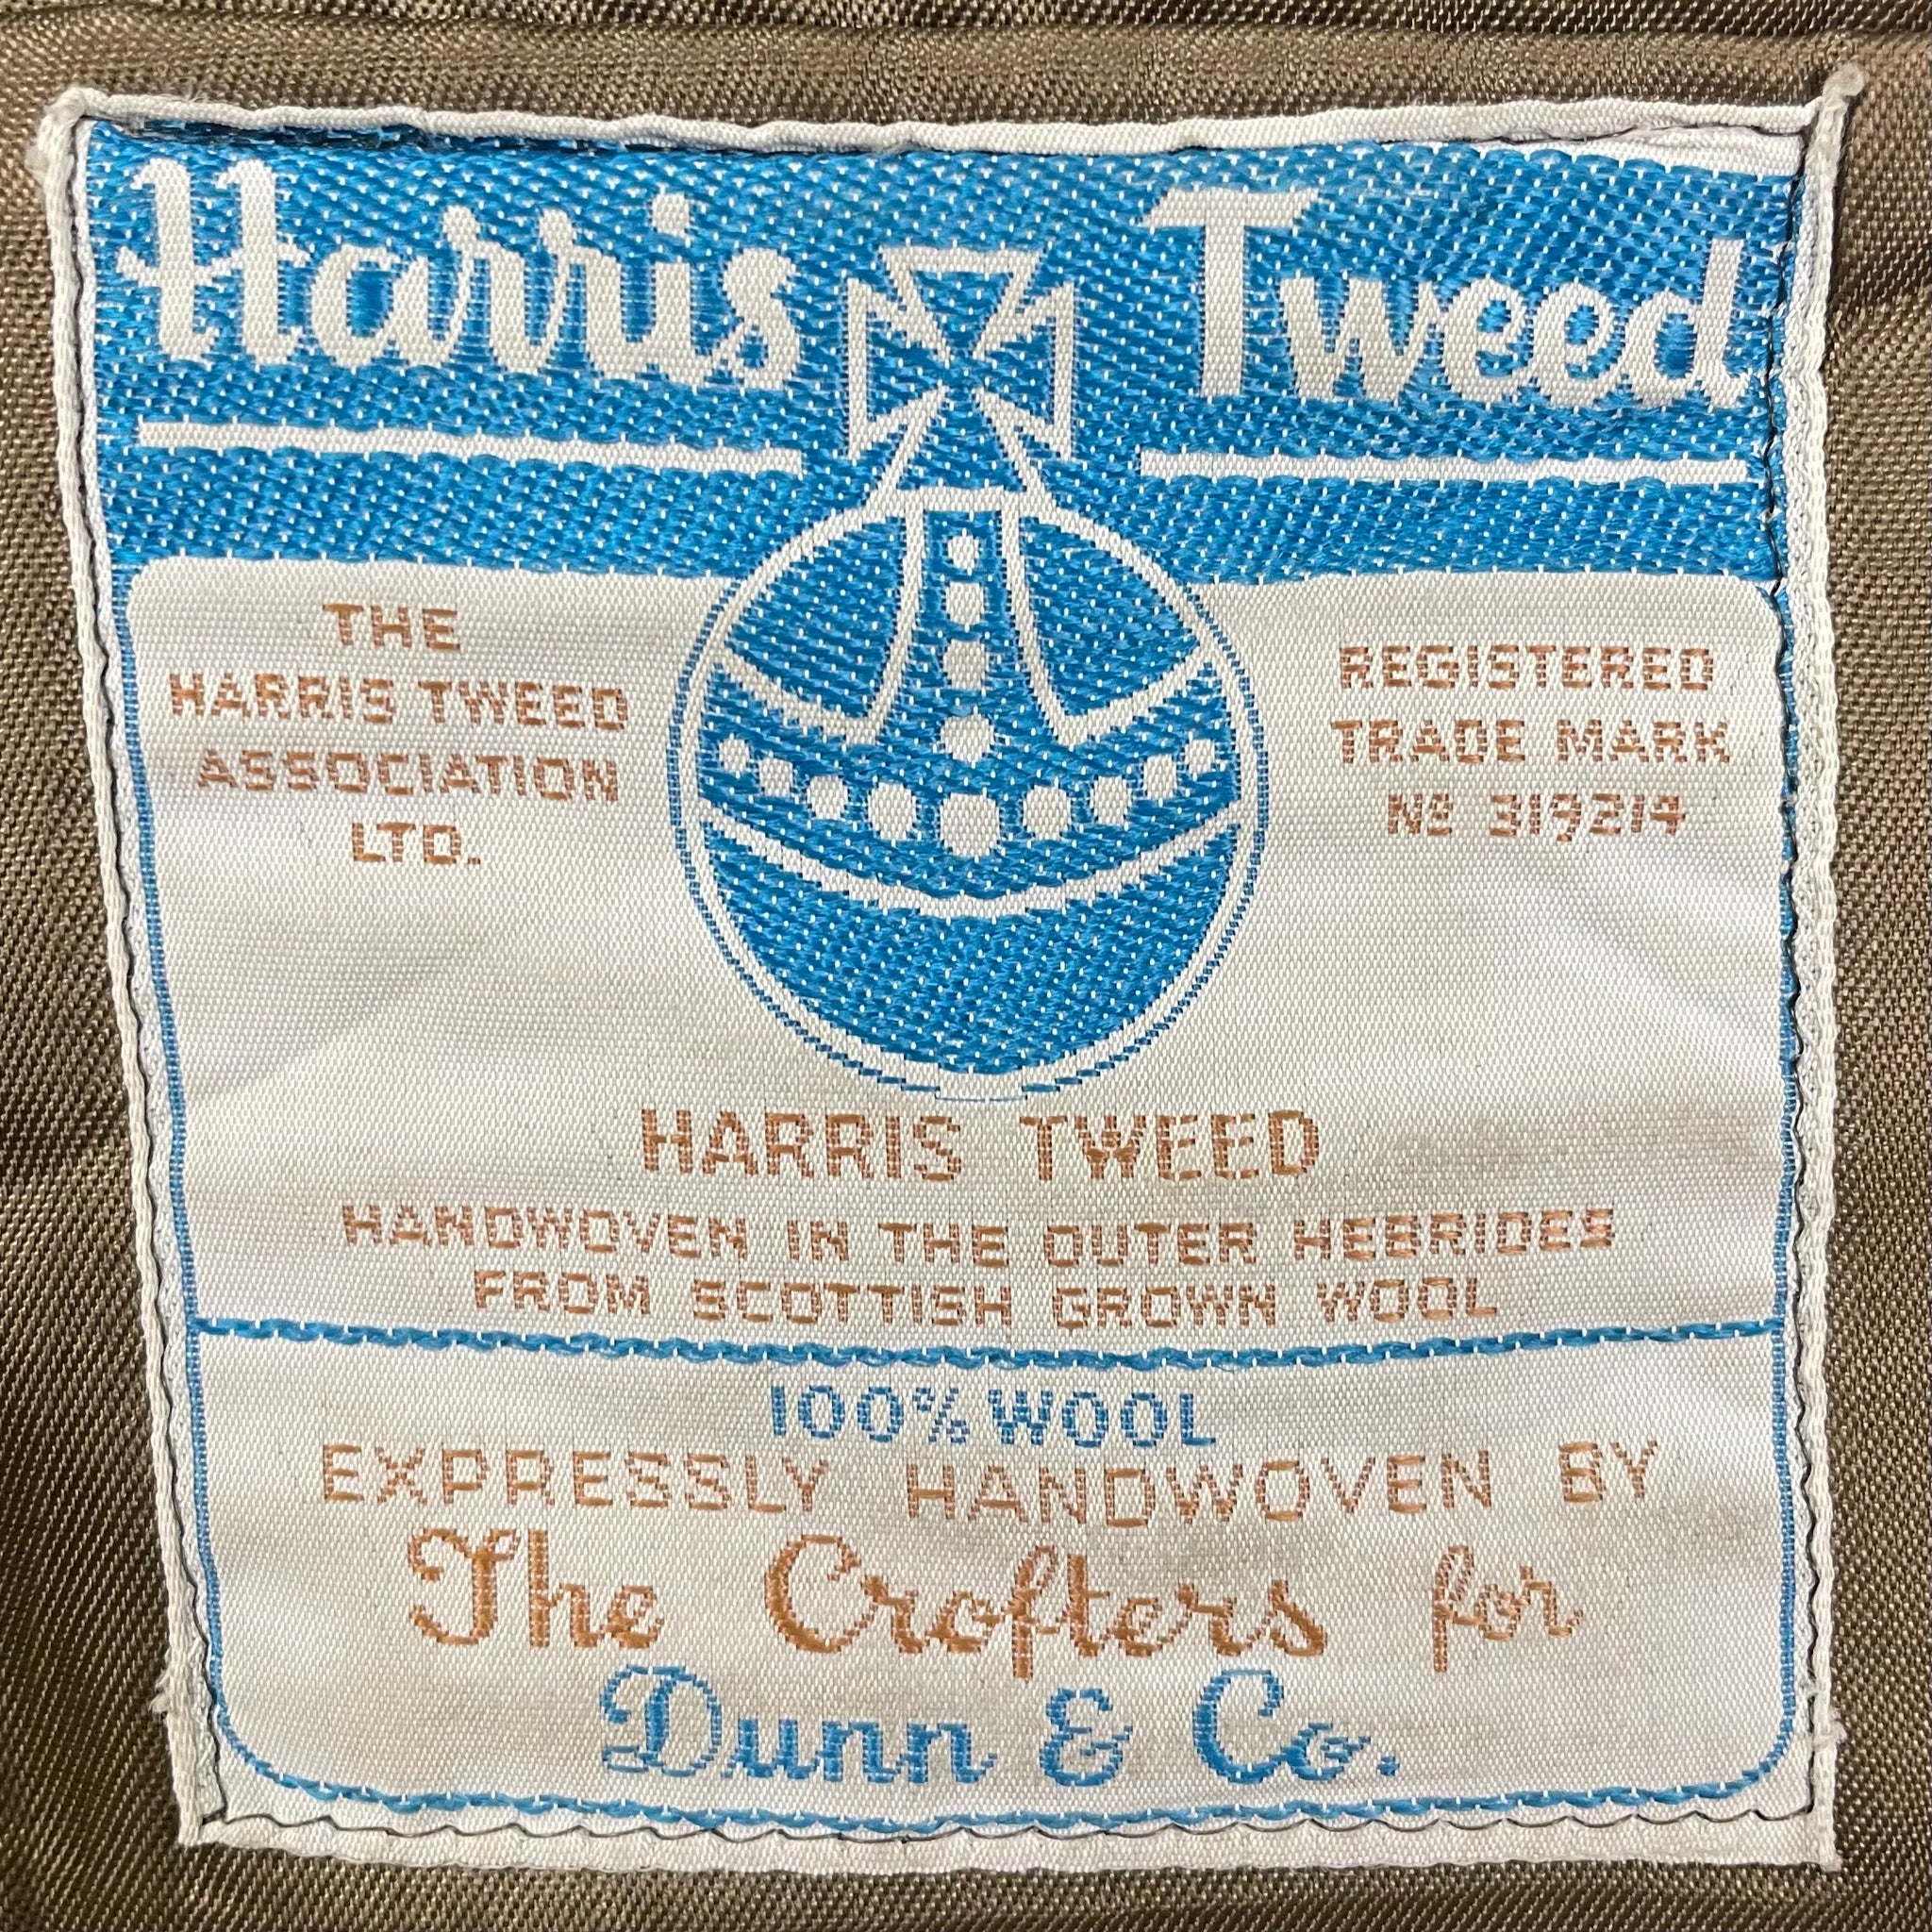 Harris Tweed
THE
HARRIS TWEED
ASSOCIATION
LTD.
REGISTERED
TRADE MARK
Nº 319214
HARRIS TWEED
HANDWOVEN IN THE OUTER HEBRIDES
FROM SCOTTISH GROWN WOOL
100% WOOL
EXPRESSLY HANDWOVEN BY
The Crofters for
Dunn & Co.